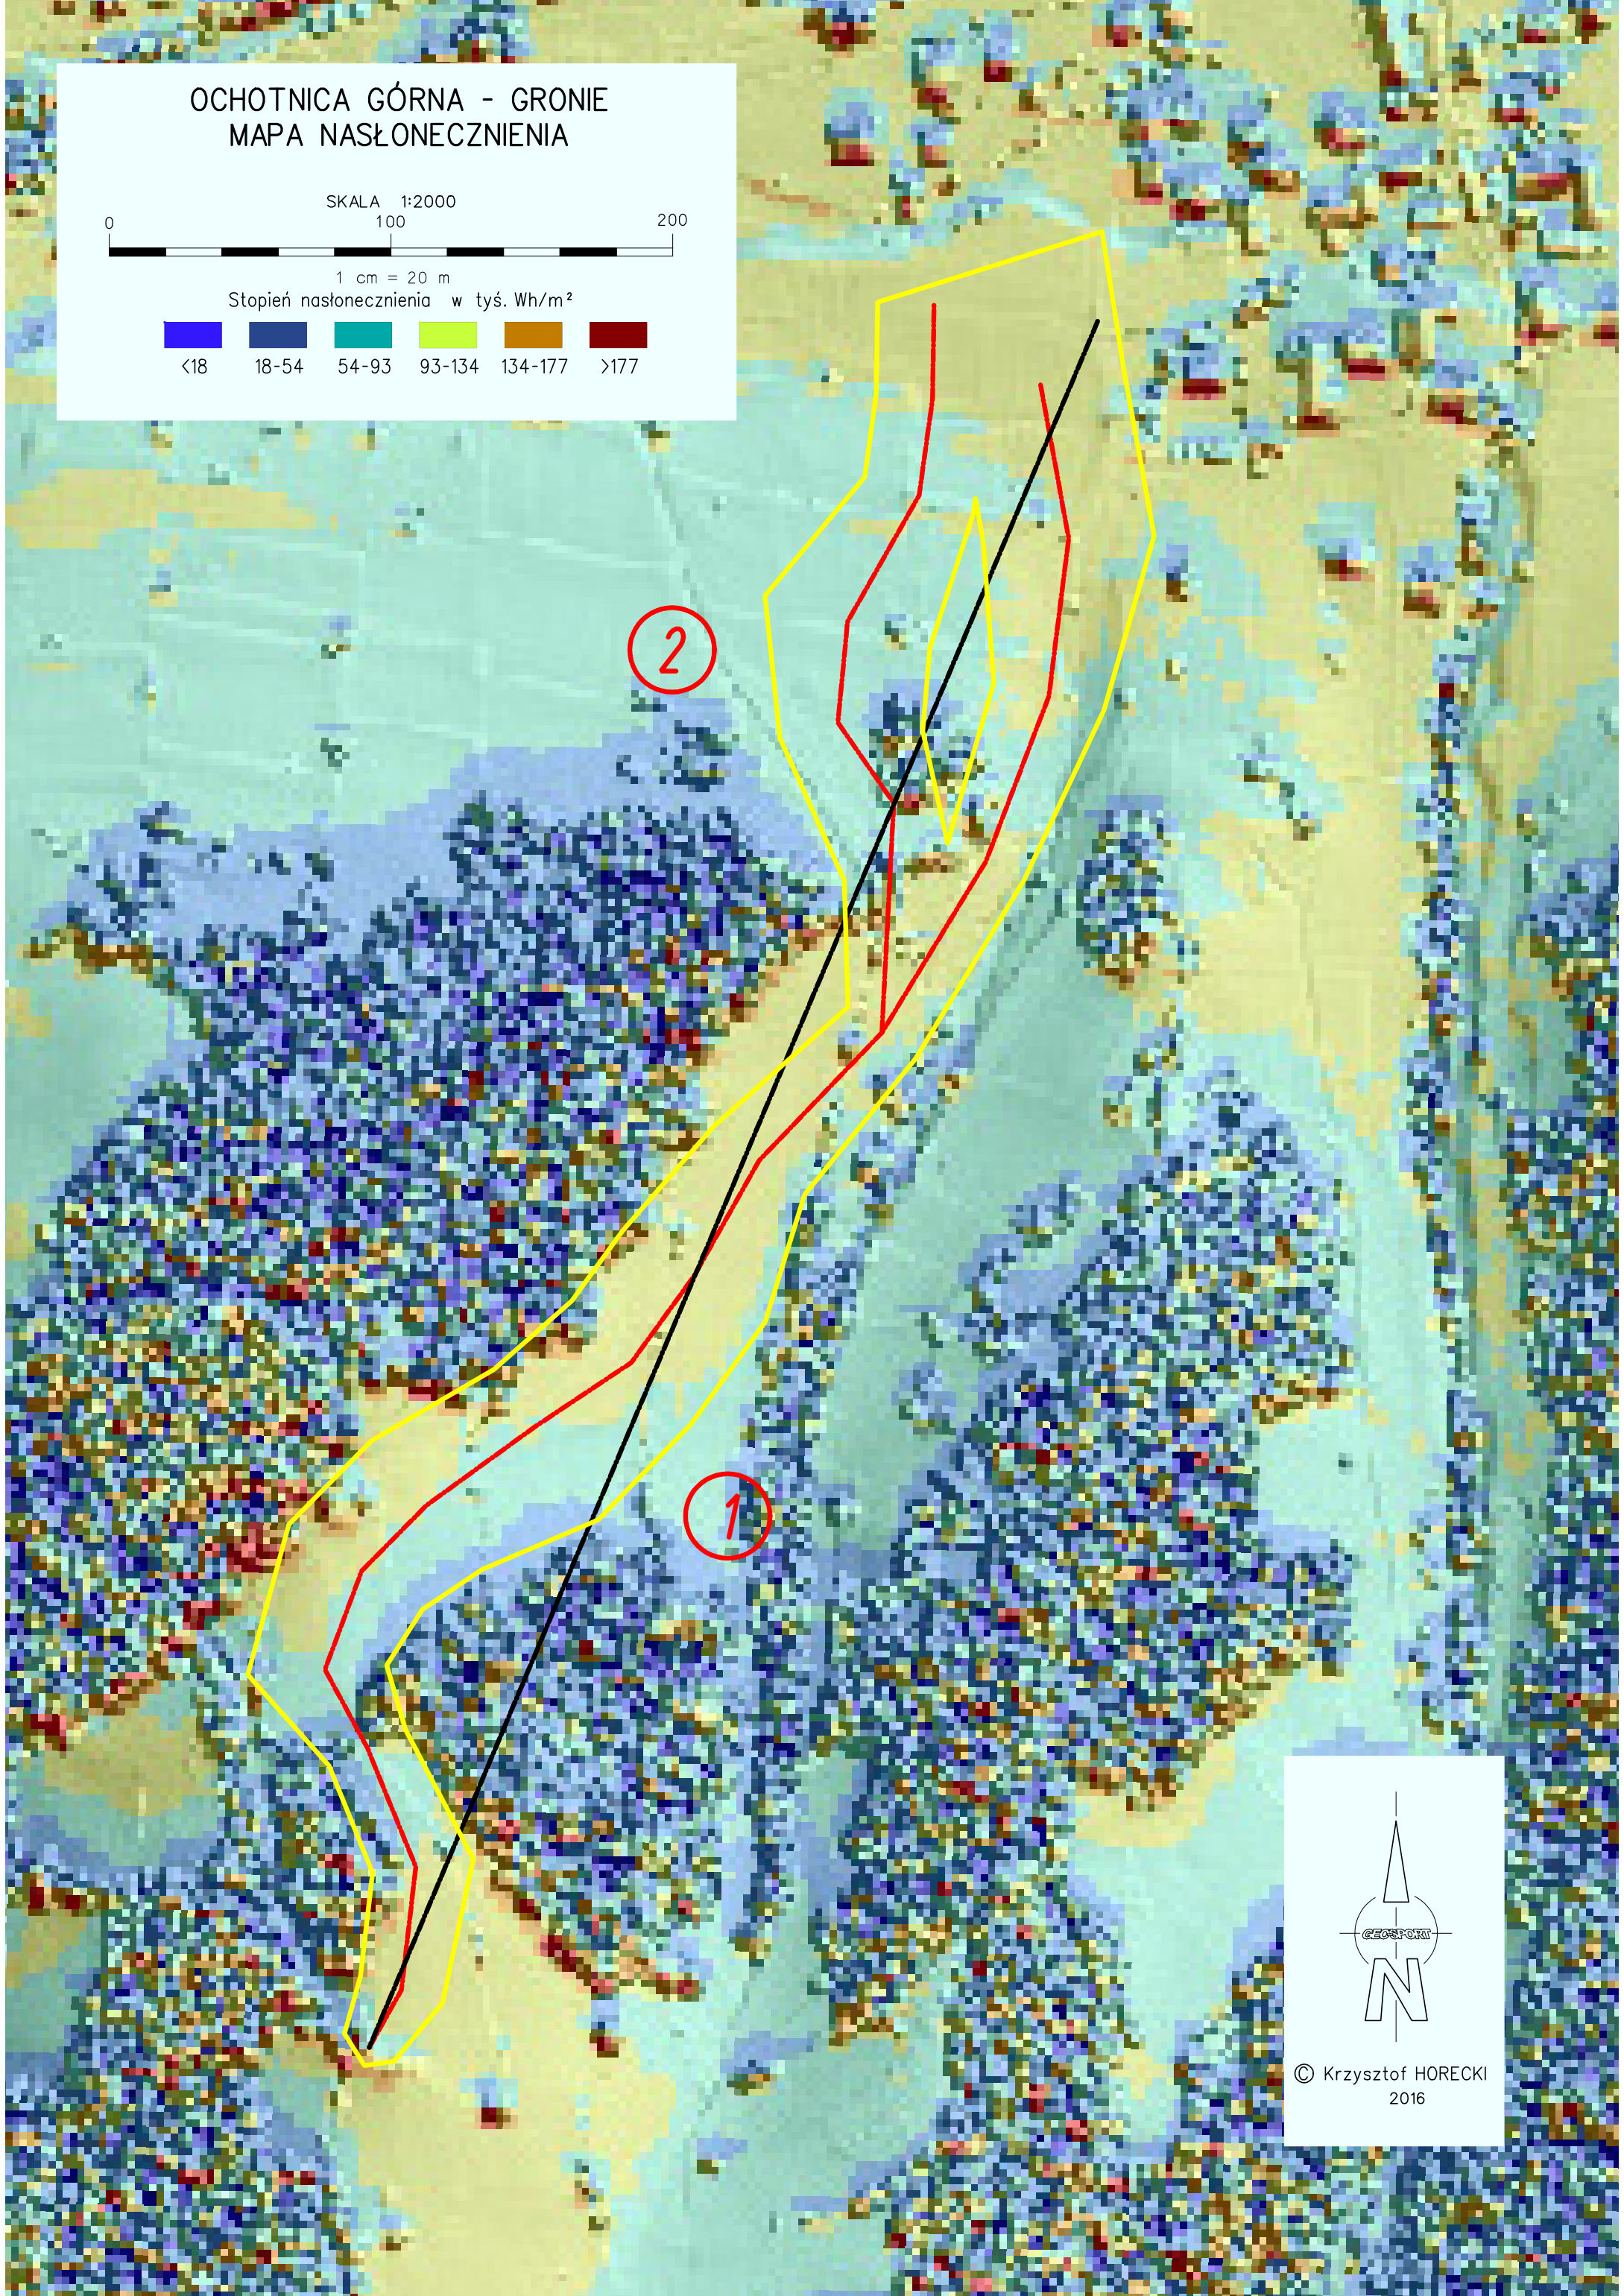 OCHOTNICA GÓRNA - GRONIE
MAPA NASŁONECZNIENIA
SKALA 1:2000
0 100 200
1 cm = 20 m
Stopień nasłonecznienia w tyś. Wh/m²
<18 18-54 54-93 93-134 134-177 >177
2
1
GEOSPORT
N
© Krzysztof HORECKI
2016